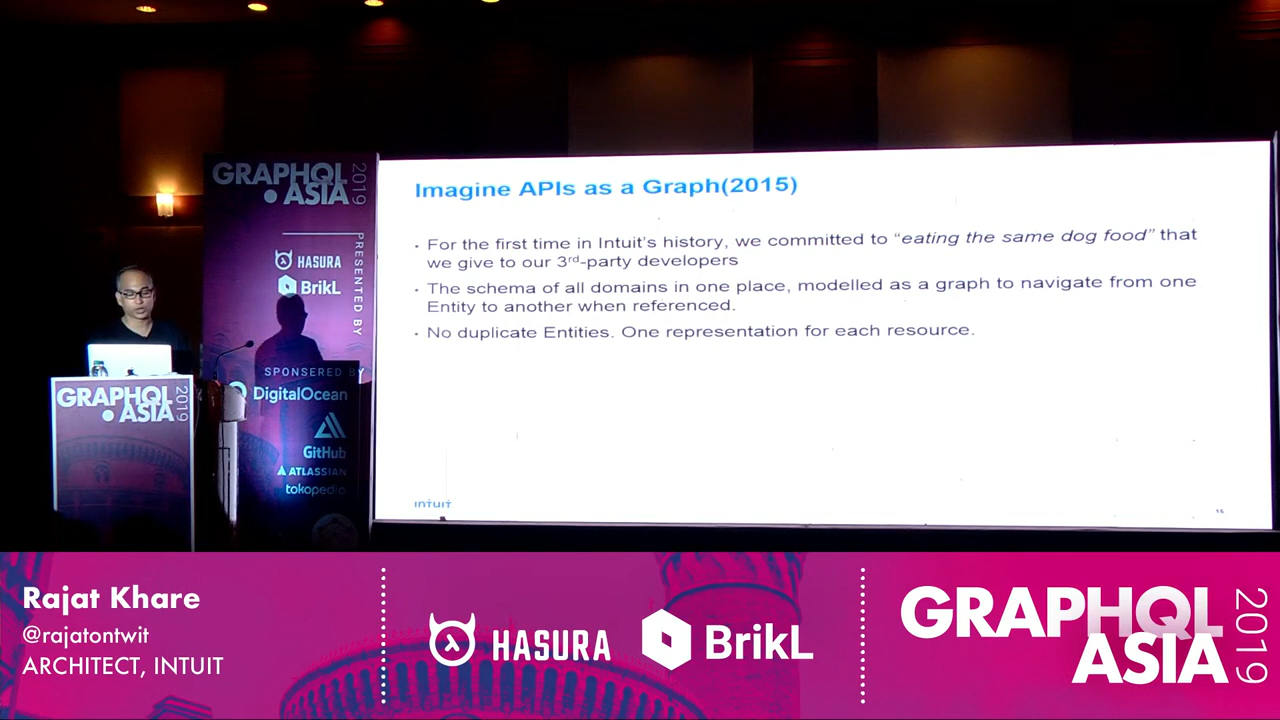 GRAPHQL
ASIA
2019
PRESENTED BY
HASURA
BrikL
SPONSERED BY
DigitalOcean
GitHub
ATLASSIAN
tokopedia
GRAPHQL
ASIA
2019
Imagine APIs as a Graph(2015)
· For the first time in Intuit's history, we committed to “eating the same dog food” that
we give to our 3rd-party developers
· The schema of all domains in one place, modelled as a graph to navigate from one
Entity to another when referenced.
· No duplicate Entities. One representation for each resource.
intuit
Rajat Khare
@rajatontwit
ARCHITECT, INTUIT
HASURA
BrikL
GRAPHQL
ASIA
2019